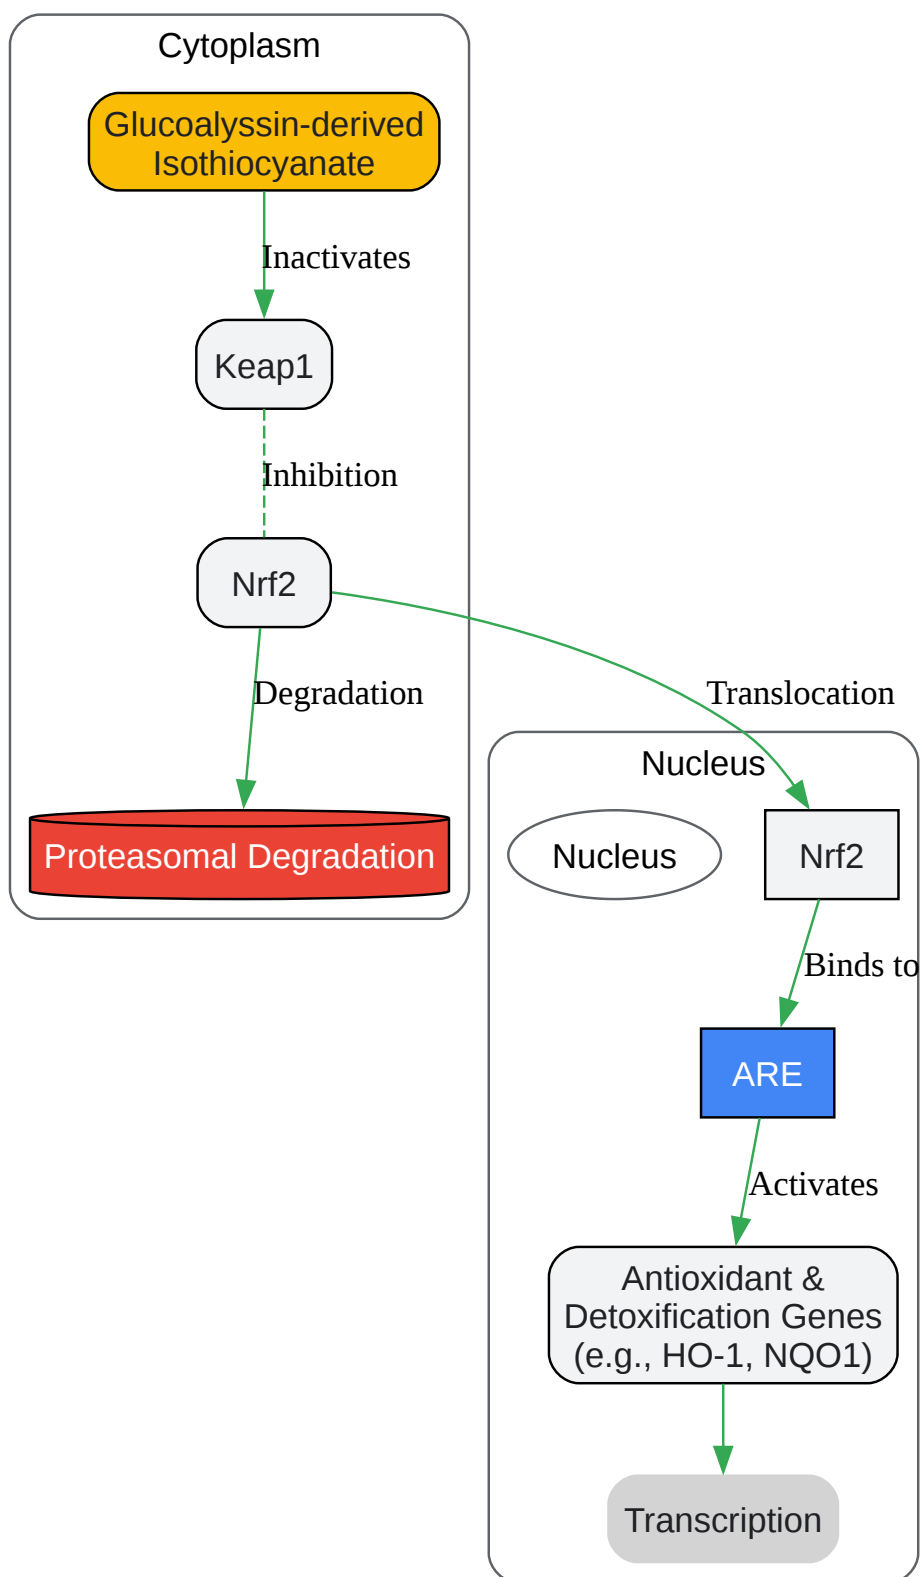 Cytoplasm
Glucoalyssin-derived
Isothiocyanate
Inactivates
Keap1
Inhibition
Nrf2
Degradation
Translocation
Proteasomal Degradation
Nucleus
Nucleus
Nrf2
Binds to
ARE
Activates
Antioxidant &
Detoxification Genes
(e.g., HO-1, NQO1)
Transcription